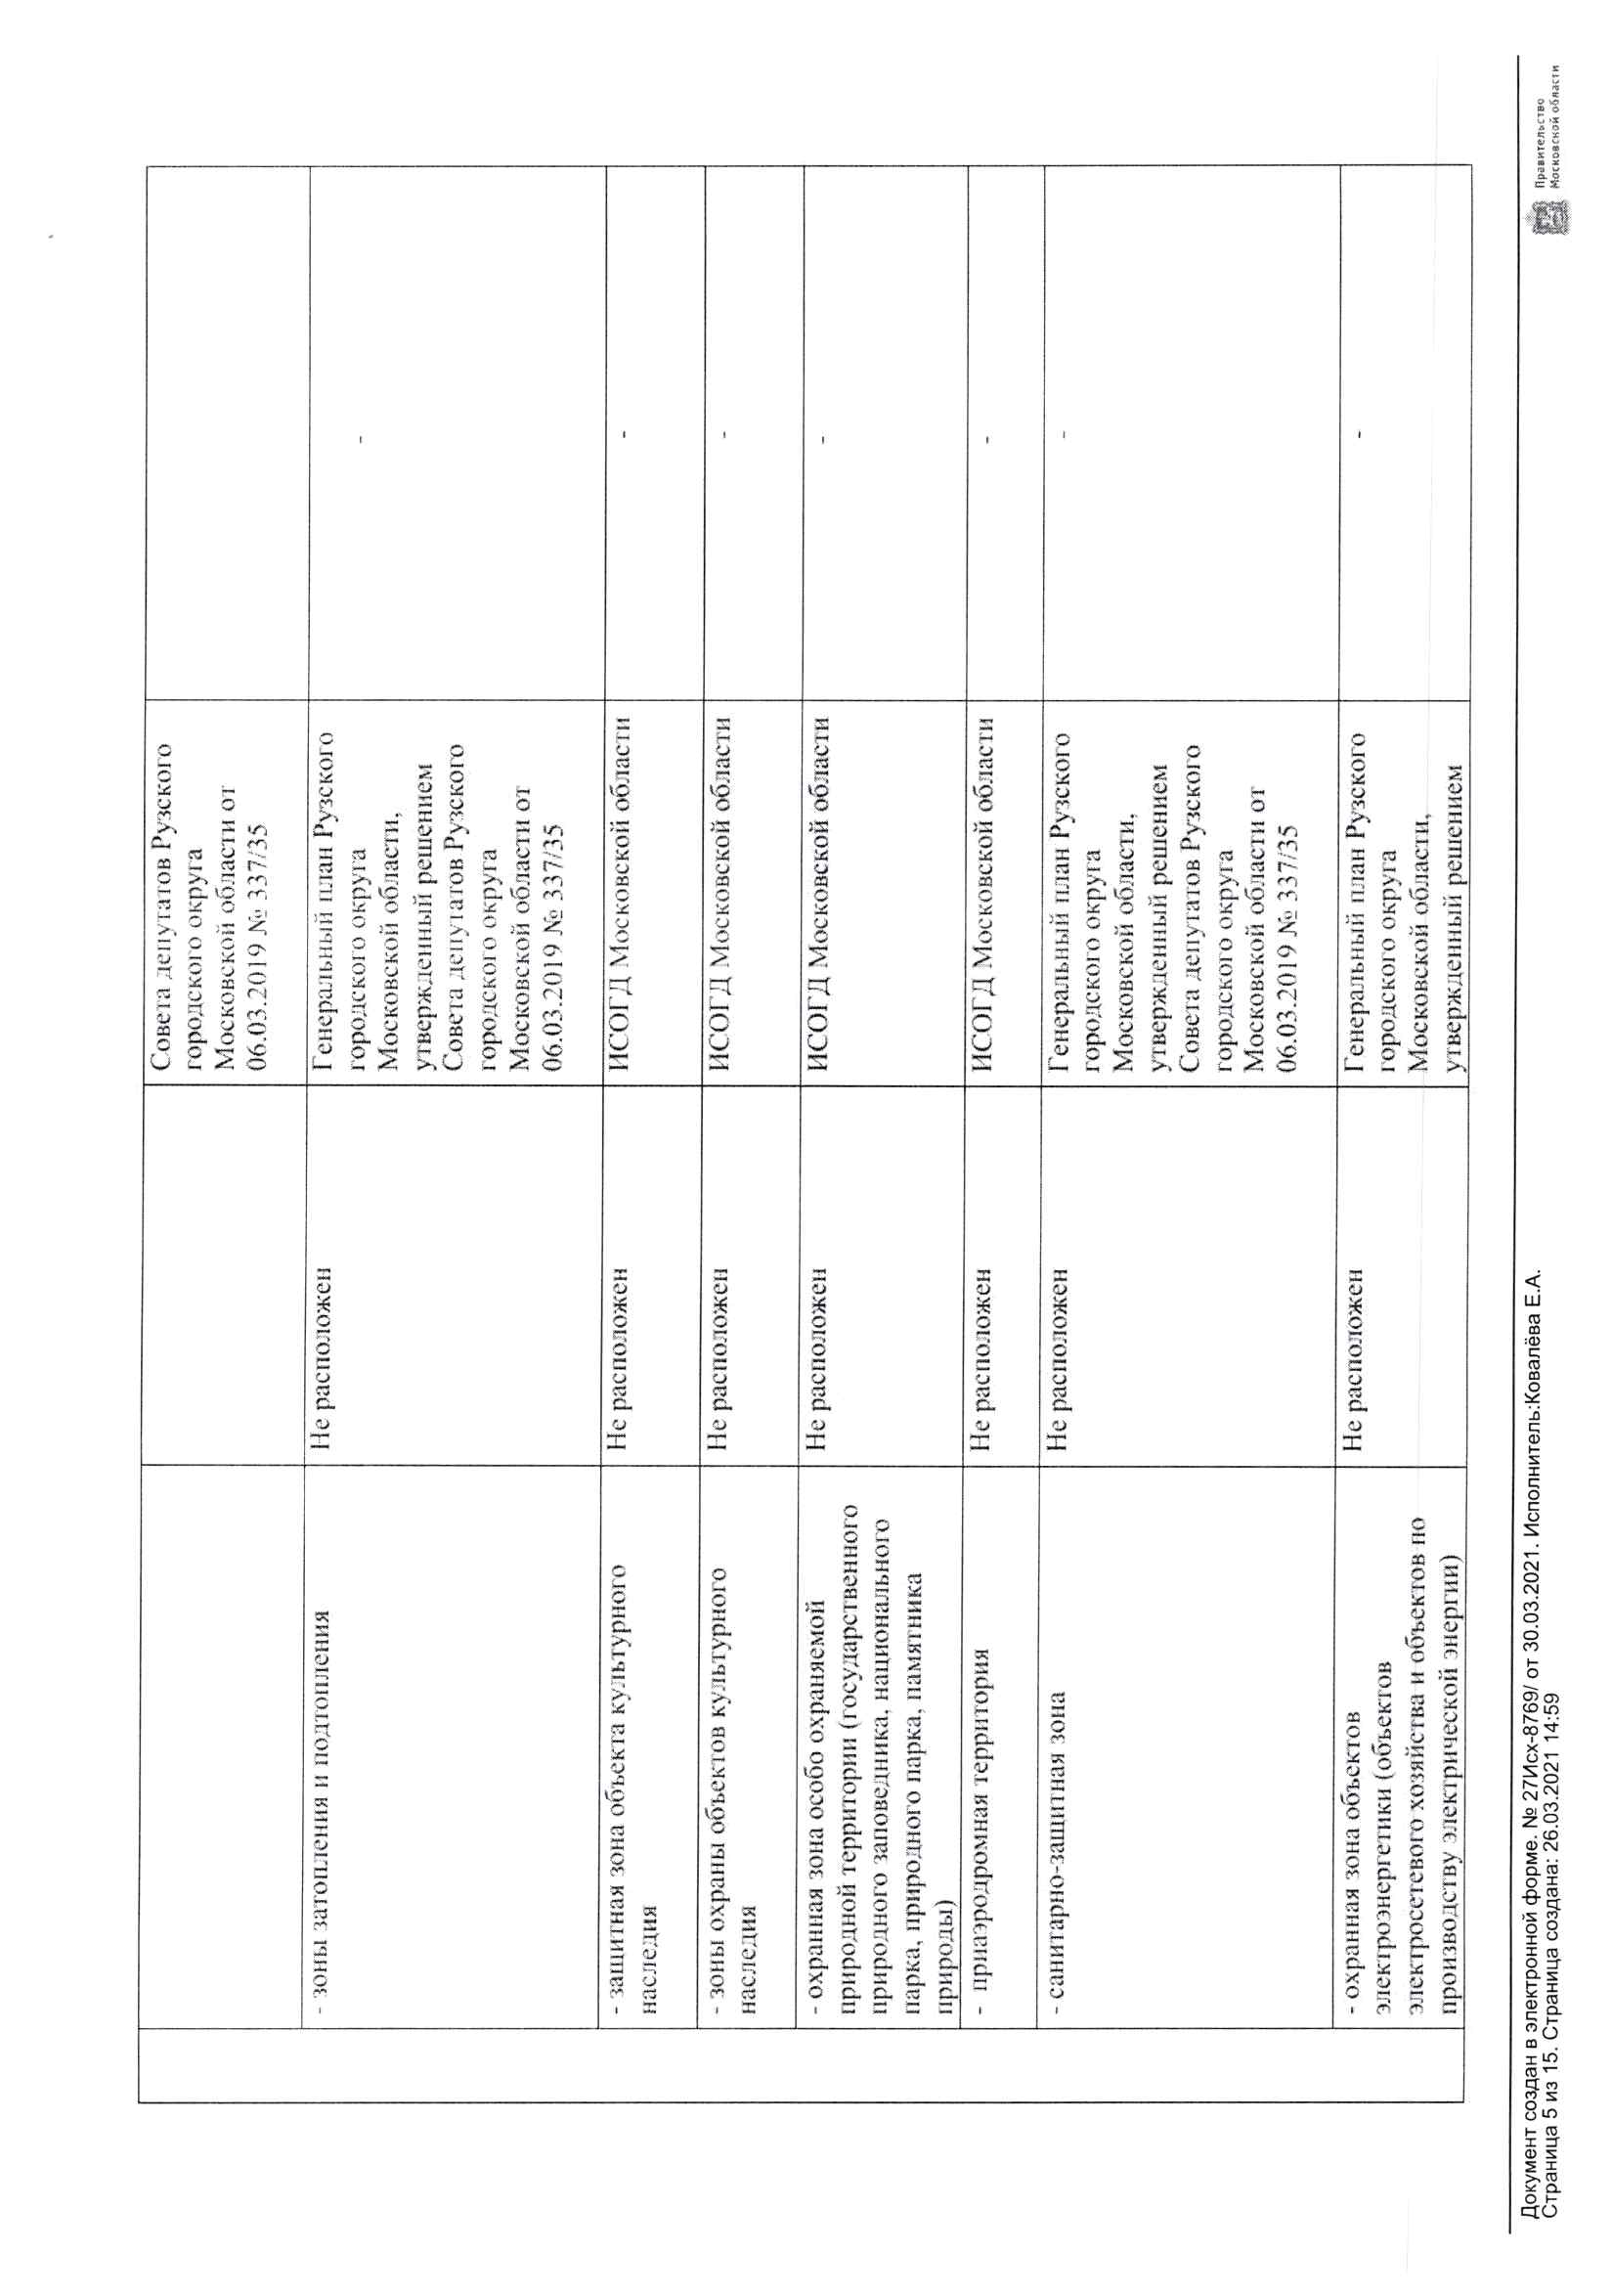 Совета депутатов Рузского
городского округа
Московской области от
06.03.2019 № 337/35
- зоны затопления и подтопления
Не расположен
Генеральный план Рузского
городского округа
Московской области,
утвержденный решением
Совета депутатов Рузского
городского округа
Московской области от
06.03.2019 № 337/35
-
- защитная зона объекта культурного
наследия
Не расположен
ИСОГД Московской области
-
- зоны охраны объектов культурного
наследия
Не расположен
ИСОГД Московской области
-
- охранная зона особо охраняемой
природной территории (государственного
природного заповедника, национального
парка, природного парка, памятника
природы)
Не расположен
ИСОГД Московской области
-
- приаэродромная территория
Не расположен
ИСОГД Московской области
-
- санитарно-защитная зона
Не расположен
Генеральный план Рузского
городского округа
Московской области,
утвержденный решением
Совета депутатов Рузского
городского округа
Московской области от
06.03.2019 № 337/35
-
- охранная зона объектов
электроэнергетики (объектов
электросетевого хозяйства и объектов по
производству электрической энергии)
Не расположен
Генеральный план Рузского
городского округа
Московской области,
утвержденный решением
-
Документ создан в электронной форме. № 27Исх-8769/ от 30.03.2021. Исполнитель:Ковалёва Е.А.
Страница 5 из 15. Страница создана: 26.03.2021 14:59
Правительство
Московской области